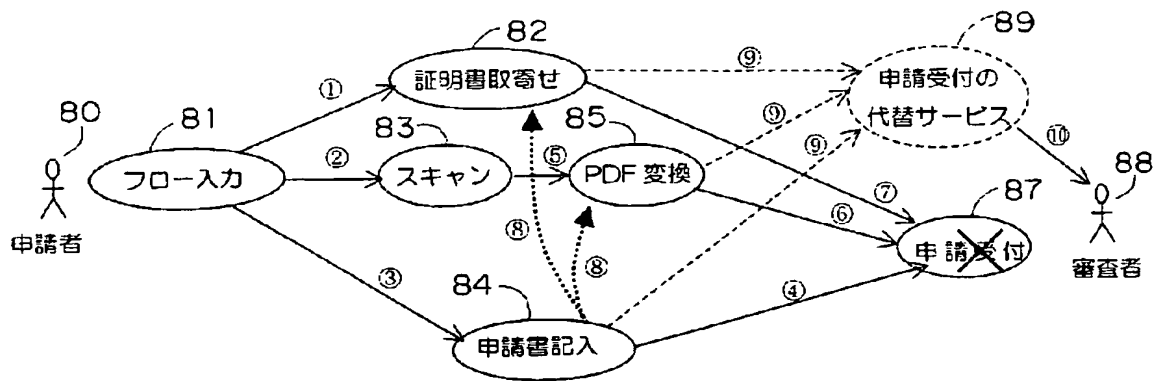 80
申請者
81
フロー入力
①
②
③
82
証明書取寄せ
83
スキャン
84
申請書記入
⑤
85
PDF 変換
⑧
⑧
⑨
⑨
⑨
⑦
⑥
④
89
申請受付の
代替サービス
⑩
87
申請受付
88
審査者